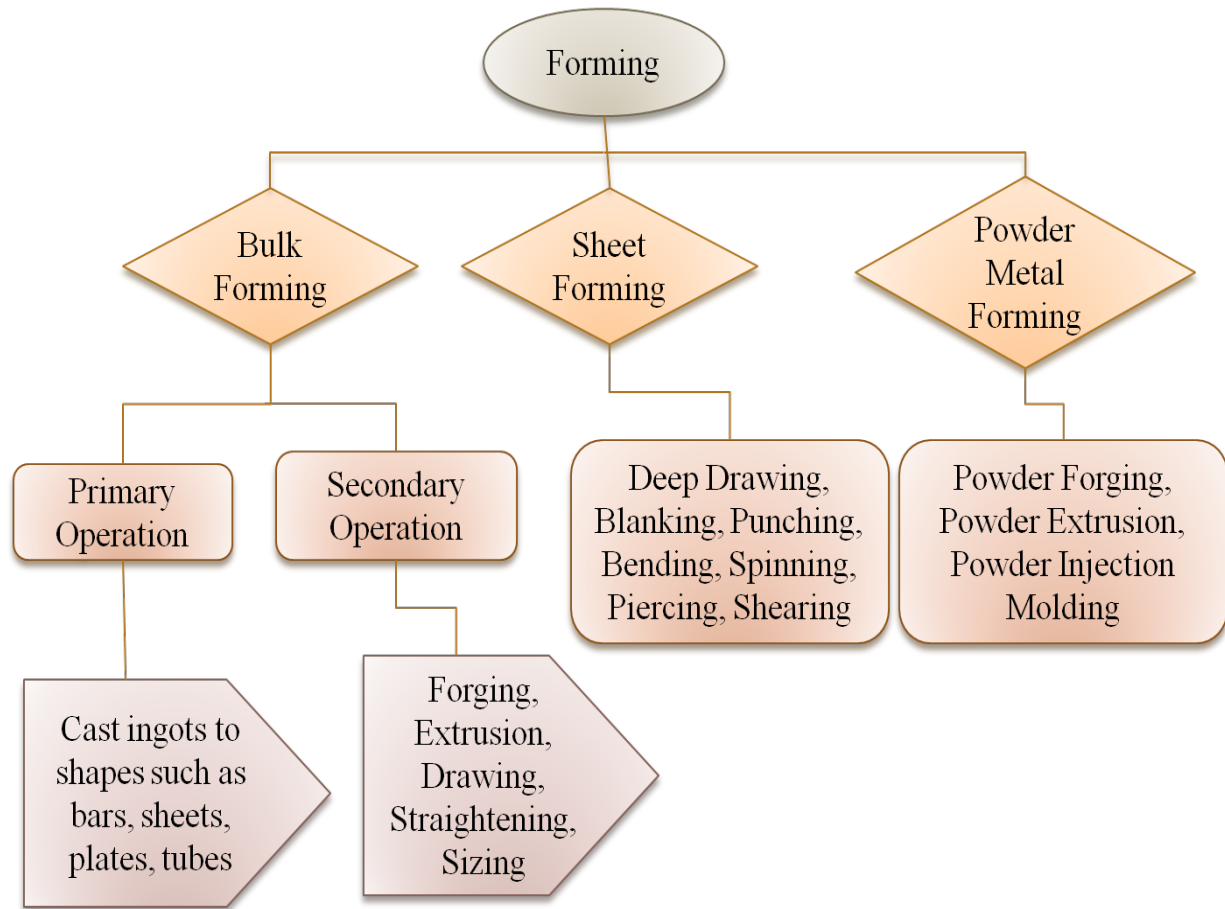 Forming
Bulk
Forming
Sheet
Forming
Powder
Metal
Forming
Primary
Operation
Secondary
Operation
Deep Drawing,
Blanking, Punching,
Bending, Spinning,
Piercing, Shearing
Powder Forging,
Powder Extrusion,
Powder Injection
Molding
Cast ingots to
shapes such as
bars, sheets,
plates, tubes
Forging,
Extrusion,
Drawing,
Straightening,
Sizing